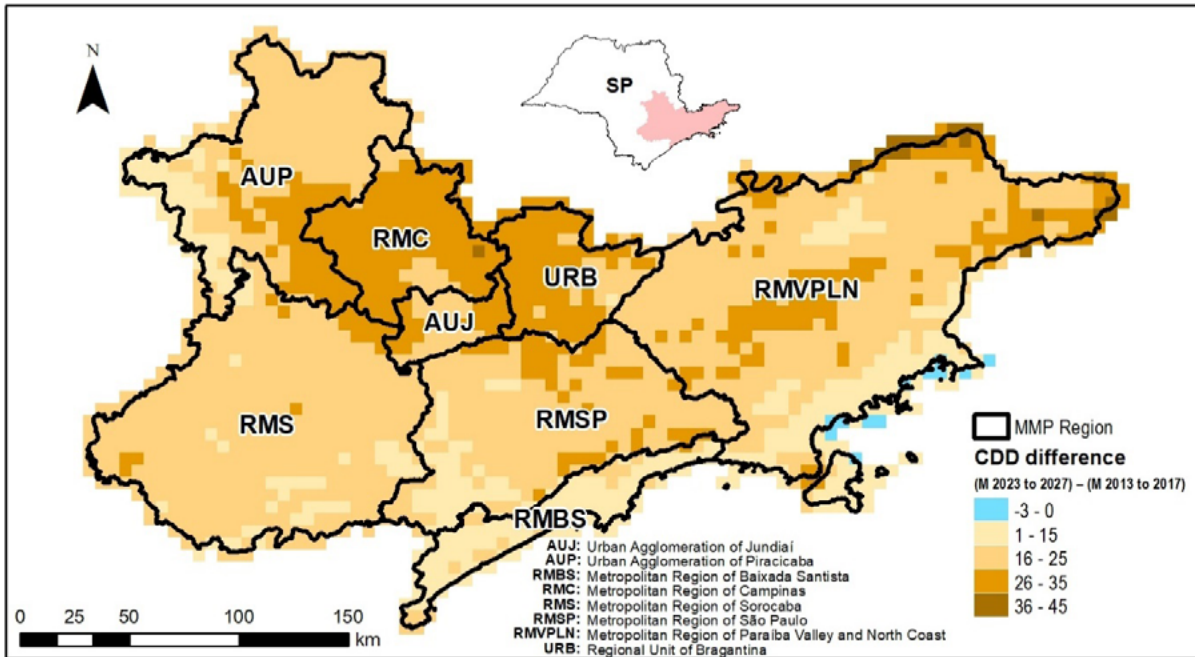 N
SP
AUP
RMC
URB
RMVPLN
AUJ
RMS
RMSP
RMBS
MMP Region
CDD difference
(M 2023 to 2027) – (M 2013 to 2017)
-3 - 0
1 - 15
16 - 25
26 - 35
36 - 45
AUJ: Urban Agglomeration of Jundiaí
AUP: Urban Agglomeration of Piracicaba
RMBS: Metropolitan Region of Baixada Santista
RMC: Metropolitan Region of Campinas
RMS: Metropolitan Region of Sorocaba
RMSP: Metropolitan Region of São Paulo
RMVPLN: Metropolitan Region of Paraíba Valley and North Coast
URB: Regional Unit of Bragantina
0 25 50 100 150
km